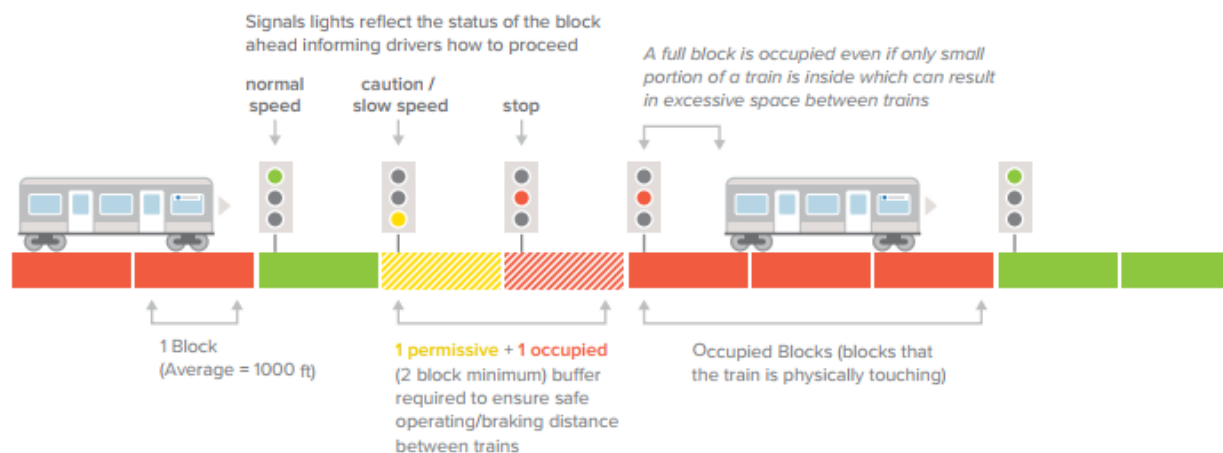 Signals lights reflect the status of the block
ahead informing drivers how to proceed
normal
speed
caution /
slow speed
stop
A full block is occupied even if only small
portion of a train is inside which can result
in excessive space between trains
1 Block
(Average = 1000 ft)
1 permissive + 1 occupied
(2 block minimum) buffer
required to ensure safe
operating/braking distance
between trains
Occupied Blocks (blocks that
the train is physically touching)